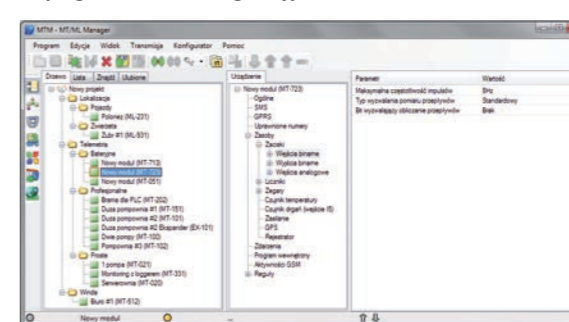 MTM - MT/ML Manager
Program Edycja Widok Transmisja Konfigurator Pomoc
Drzewo Lista Znajdź Ulubione
Nowy projekt
Lokalizacje
Pojazdy
Polonez (ML-231)
Zwierzęta
Żubr #1 (ML-931)
Telemetria
Bateryjne
Nowy moduł (MT-713)
Nowy moduł (MT-723)
Nowy moduł (MT-051)
Profesjonalne
Brama dla PLC (MT-202)
Duża pompownia #1 (MT-151)
Duża pompownia #2 (MT-101)
Duża pompownia #2 Ekspander (EX-101)
Dwie pompy (MT-100)
Pompownia #3 (MT-102)
Proste
1 pompa (MT-021)
Monitoring z loggerem (MT-331)
Serwerownia (MT-020)
Winda
Biuro #1 (MT-512)
Urządzenie
Nowy moduł (MT-723)
Ogólne
SMS
GPRS
Uprawnione numery
Zasoby
Zaciski
Wejścia binarne
Wyjścia binarne
Wejścia analogowe
Liczniki
Zegary
Czujnik temperatury
Czujnik drgań (wejście I5)
Zasilanie
GPS
Rejestrator
Zdarzenia
Program wewnętrzny
Aktywności GSM
Reguły
Parametr Wartość
Maksymalna częstotliwość impulsów 8Hz
Typ wyzwalania pomiaru przepływów Standardowy
Bit wyzwalający obliczanie przepływów Brak
Nowy moduł